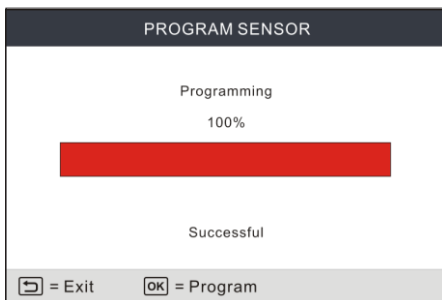 PROGRAM SENSOR
Programming
100%
Successful
= Exit OK = Program